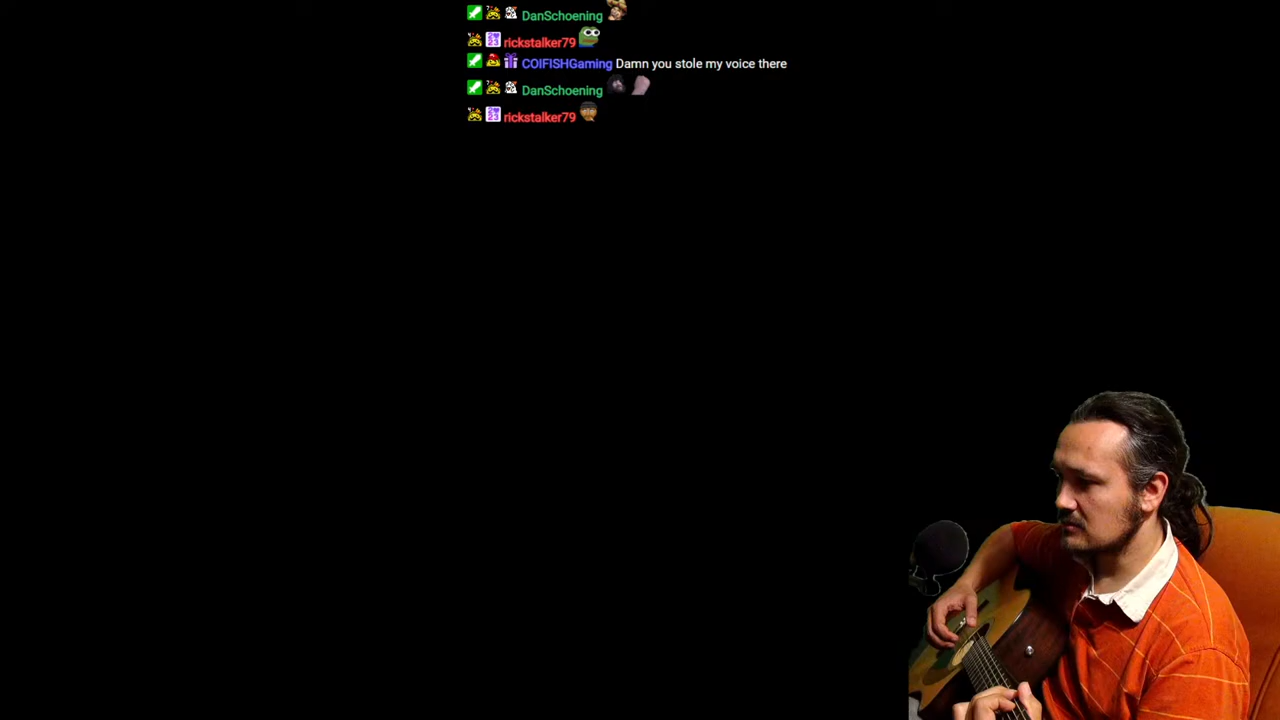 DanSchoening
rickstalker79
COIFISHGaming Damn you stole my voice there
DanSchoening
rickstalker79